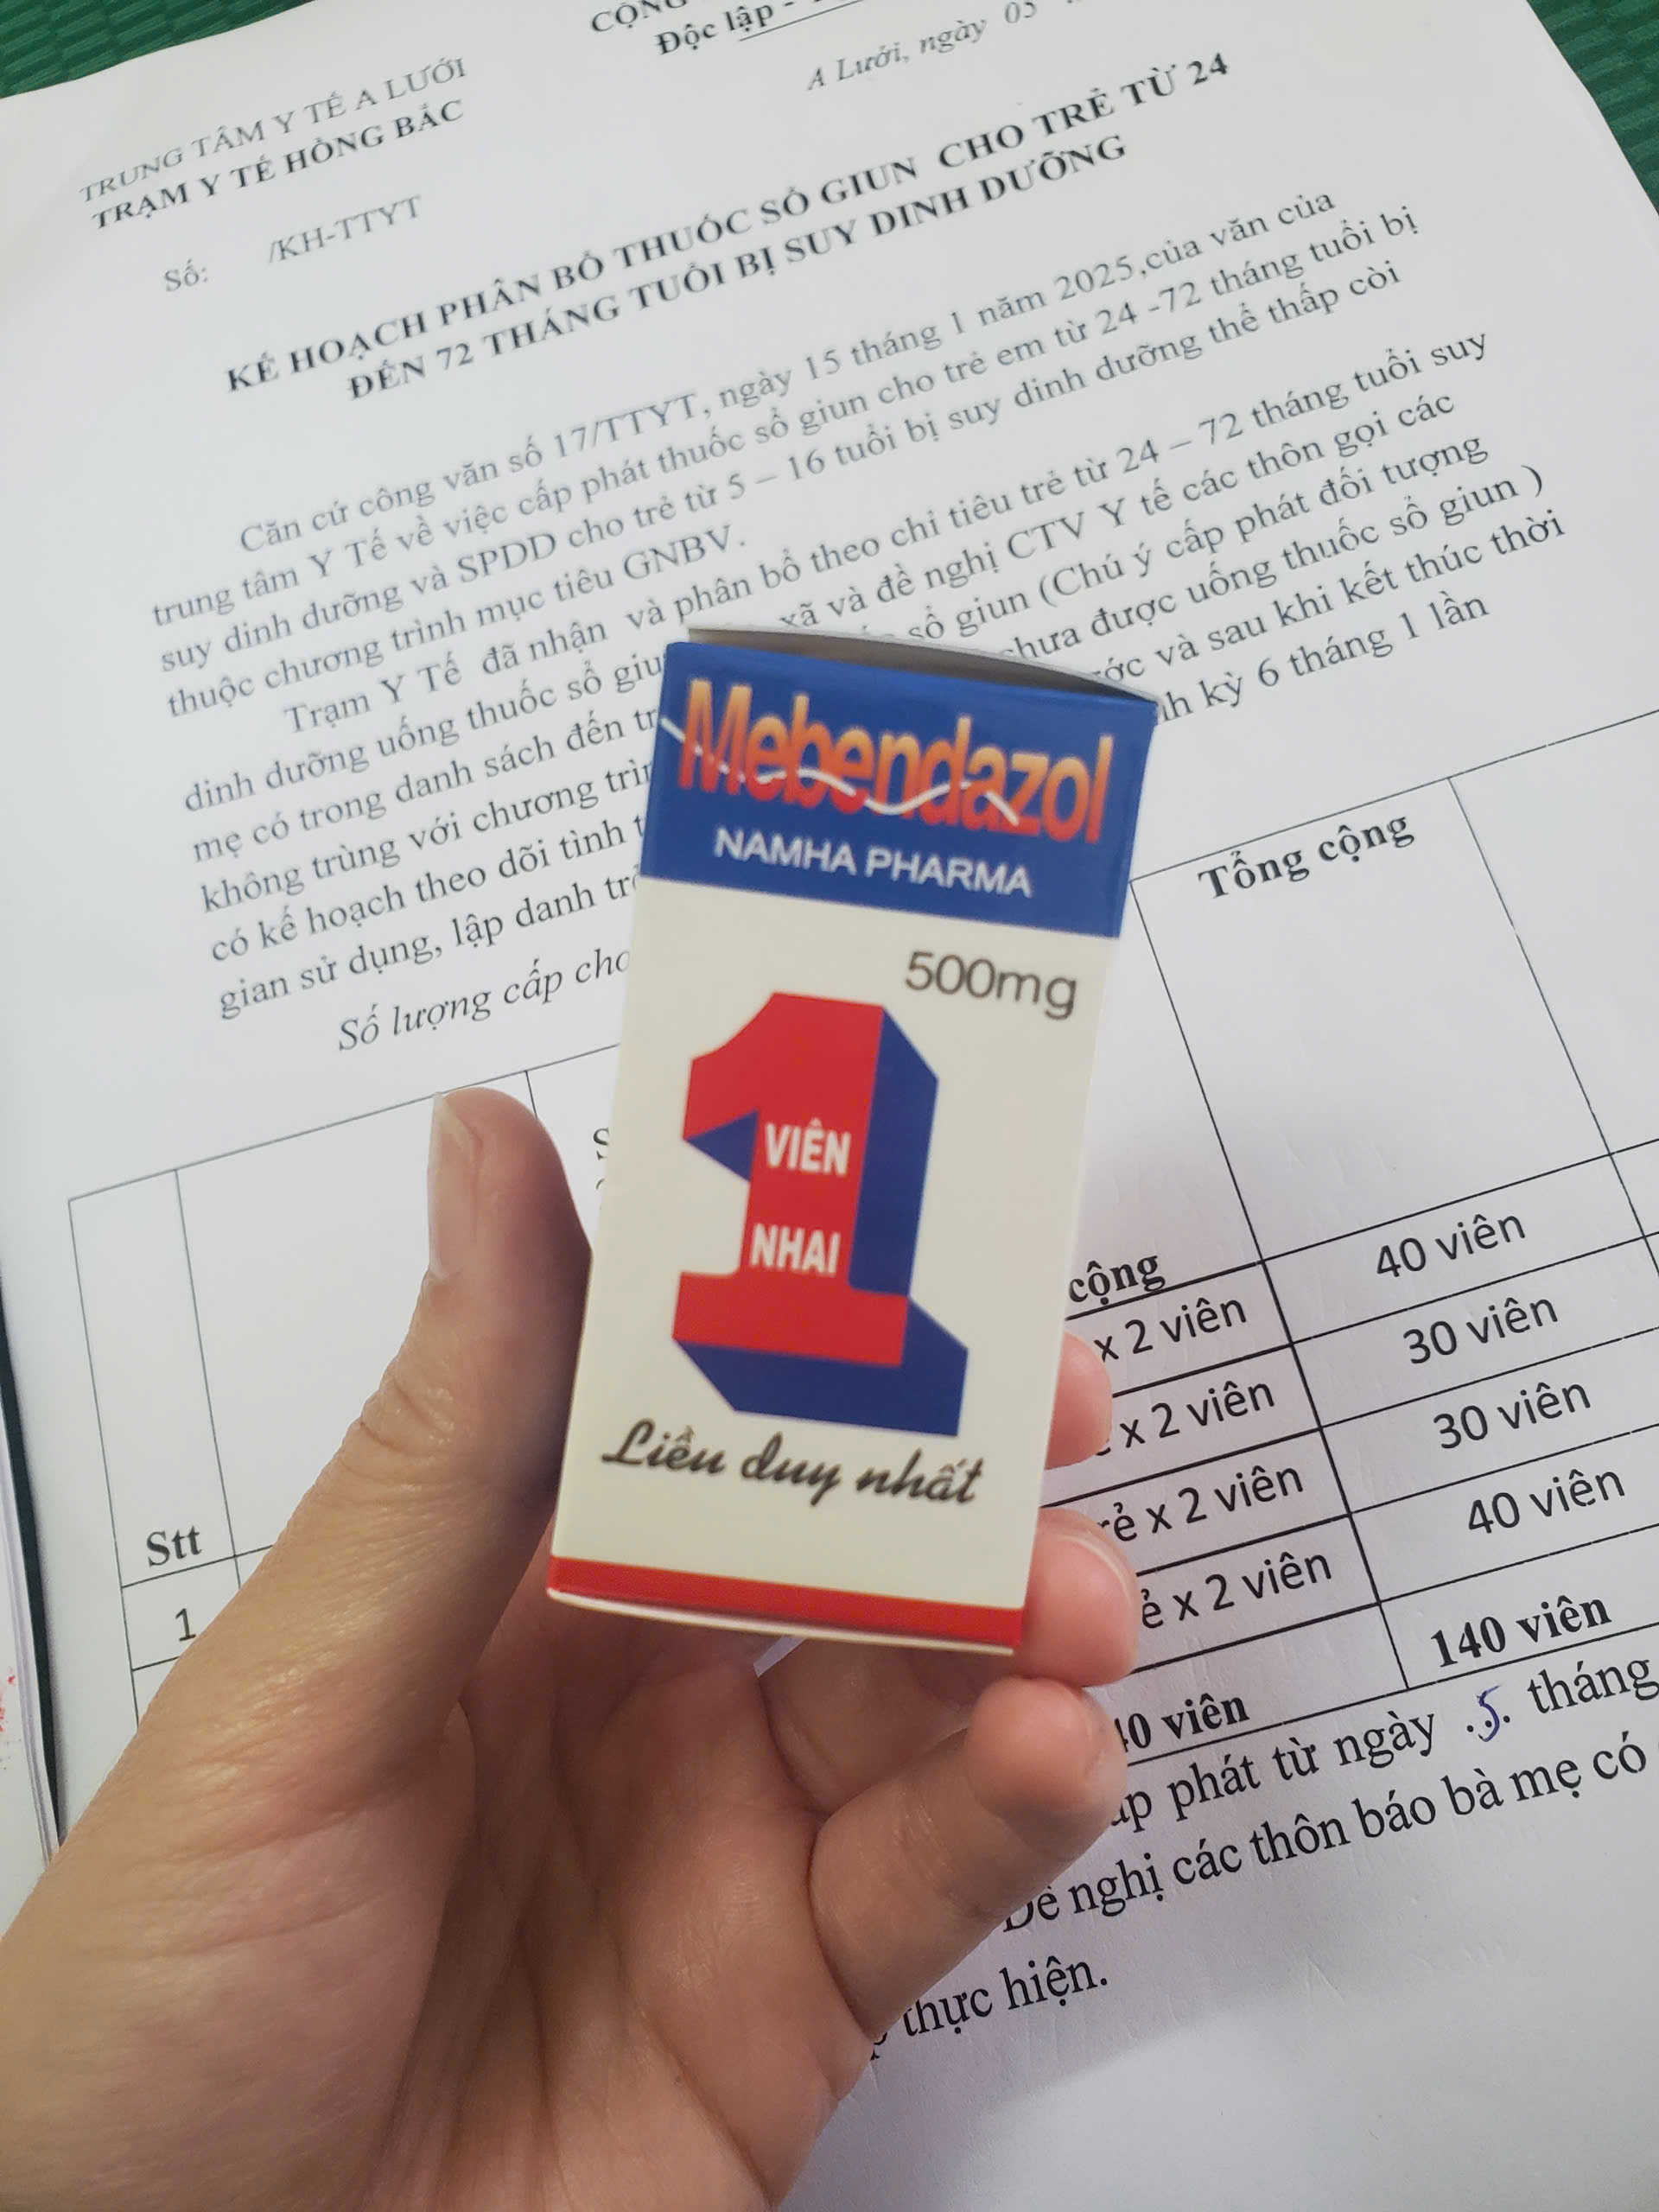 CỘNG
Độc lập -
TRUNG TÂM Y TẾ A LƯỚI
TRẠM Y TẾ HỒNG BẮC
A Lưới, ngày 05
Số: /KH-TTYT
KẾ HOẠCH PHÂN BỔ THUỐC SỔ GIUN CHO TRẺ TỪ 24
ĐẾN 72 THÁNG TUỔI BỊ SUY DINH DƯỠNG
Căn cứ công văn số 17/TTYT, ngày 15 tháng 1 năm 2025,của văn của
trung tâm Y Tế về việc cấp phát thuốc sổ giun cho trẻ em từ 24 -72 tháng tuổi bị
suy dinh dưỡng và SPDD cho trẻ từ 5 – 16 tuổi bị suy dinh dưỡng thể thấp còi
thuộc chương trình mục tiêu GNBV.
Trạm Y Tế đã nhận và phân bổ theo chỉ tiêu trẻ từ 24 – 72 tháng tuổi suy
dinh dưỡng uống thuốc sổ xã và đề nghị CTV Y tế các thôn gọi các
mẹ có trong danh sách đến sổ giun (Chú ý cấp phát đối tượng
không trùng với chương chưa được uống thuốc sổ giun )
có kế hoạch theo dõi tình và sau khi kết thúc thời
gian sử dụng, lập danh kỳ 6 tháng 1 lần
Số lượng cấp
Mebendazol
NAMHA PHARMA
500mg
1
VIÊN
NHAI
Liều duy nhất
Stt
Tổng cộng
1
cộng
x 2 viên 40 viên
x 2 viên 30 viên
x 2 viên 30 viên
x 2 viên 40 viên
viên 140 viên
phát từ ngày .5. tháng
Đề nghị các thôn báo bà mẹ có
thực hiện.